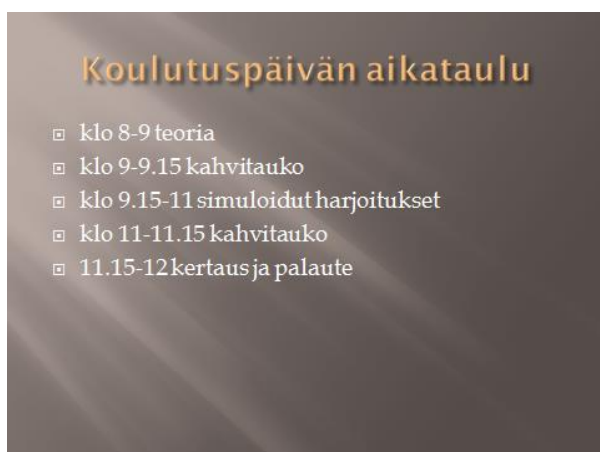 Koulutuspäivän aikataulu
klo 8-9 teoria
klo 9-9.15 kahvitauko
klo 9.15-11 simuloidut harjoitukset
klo 11-11.15 kahvitauko
11.15-12 kertaus ja palaute